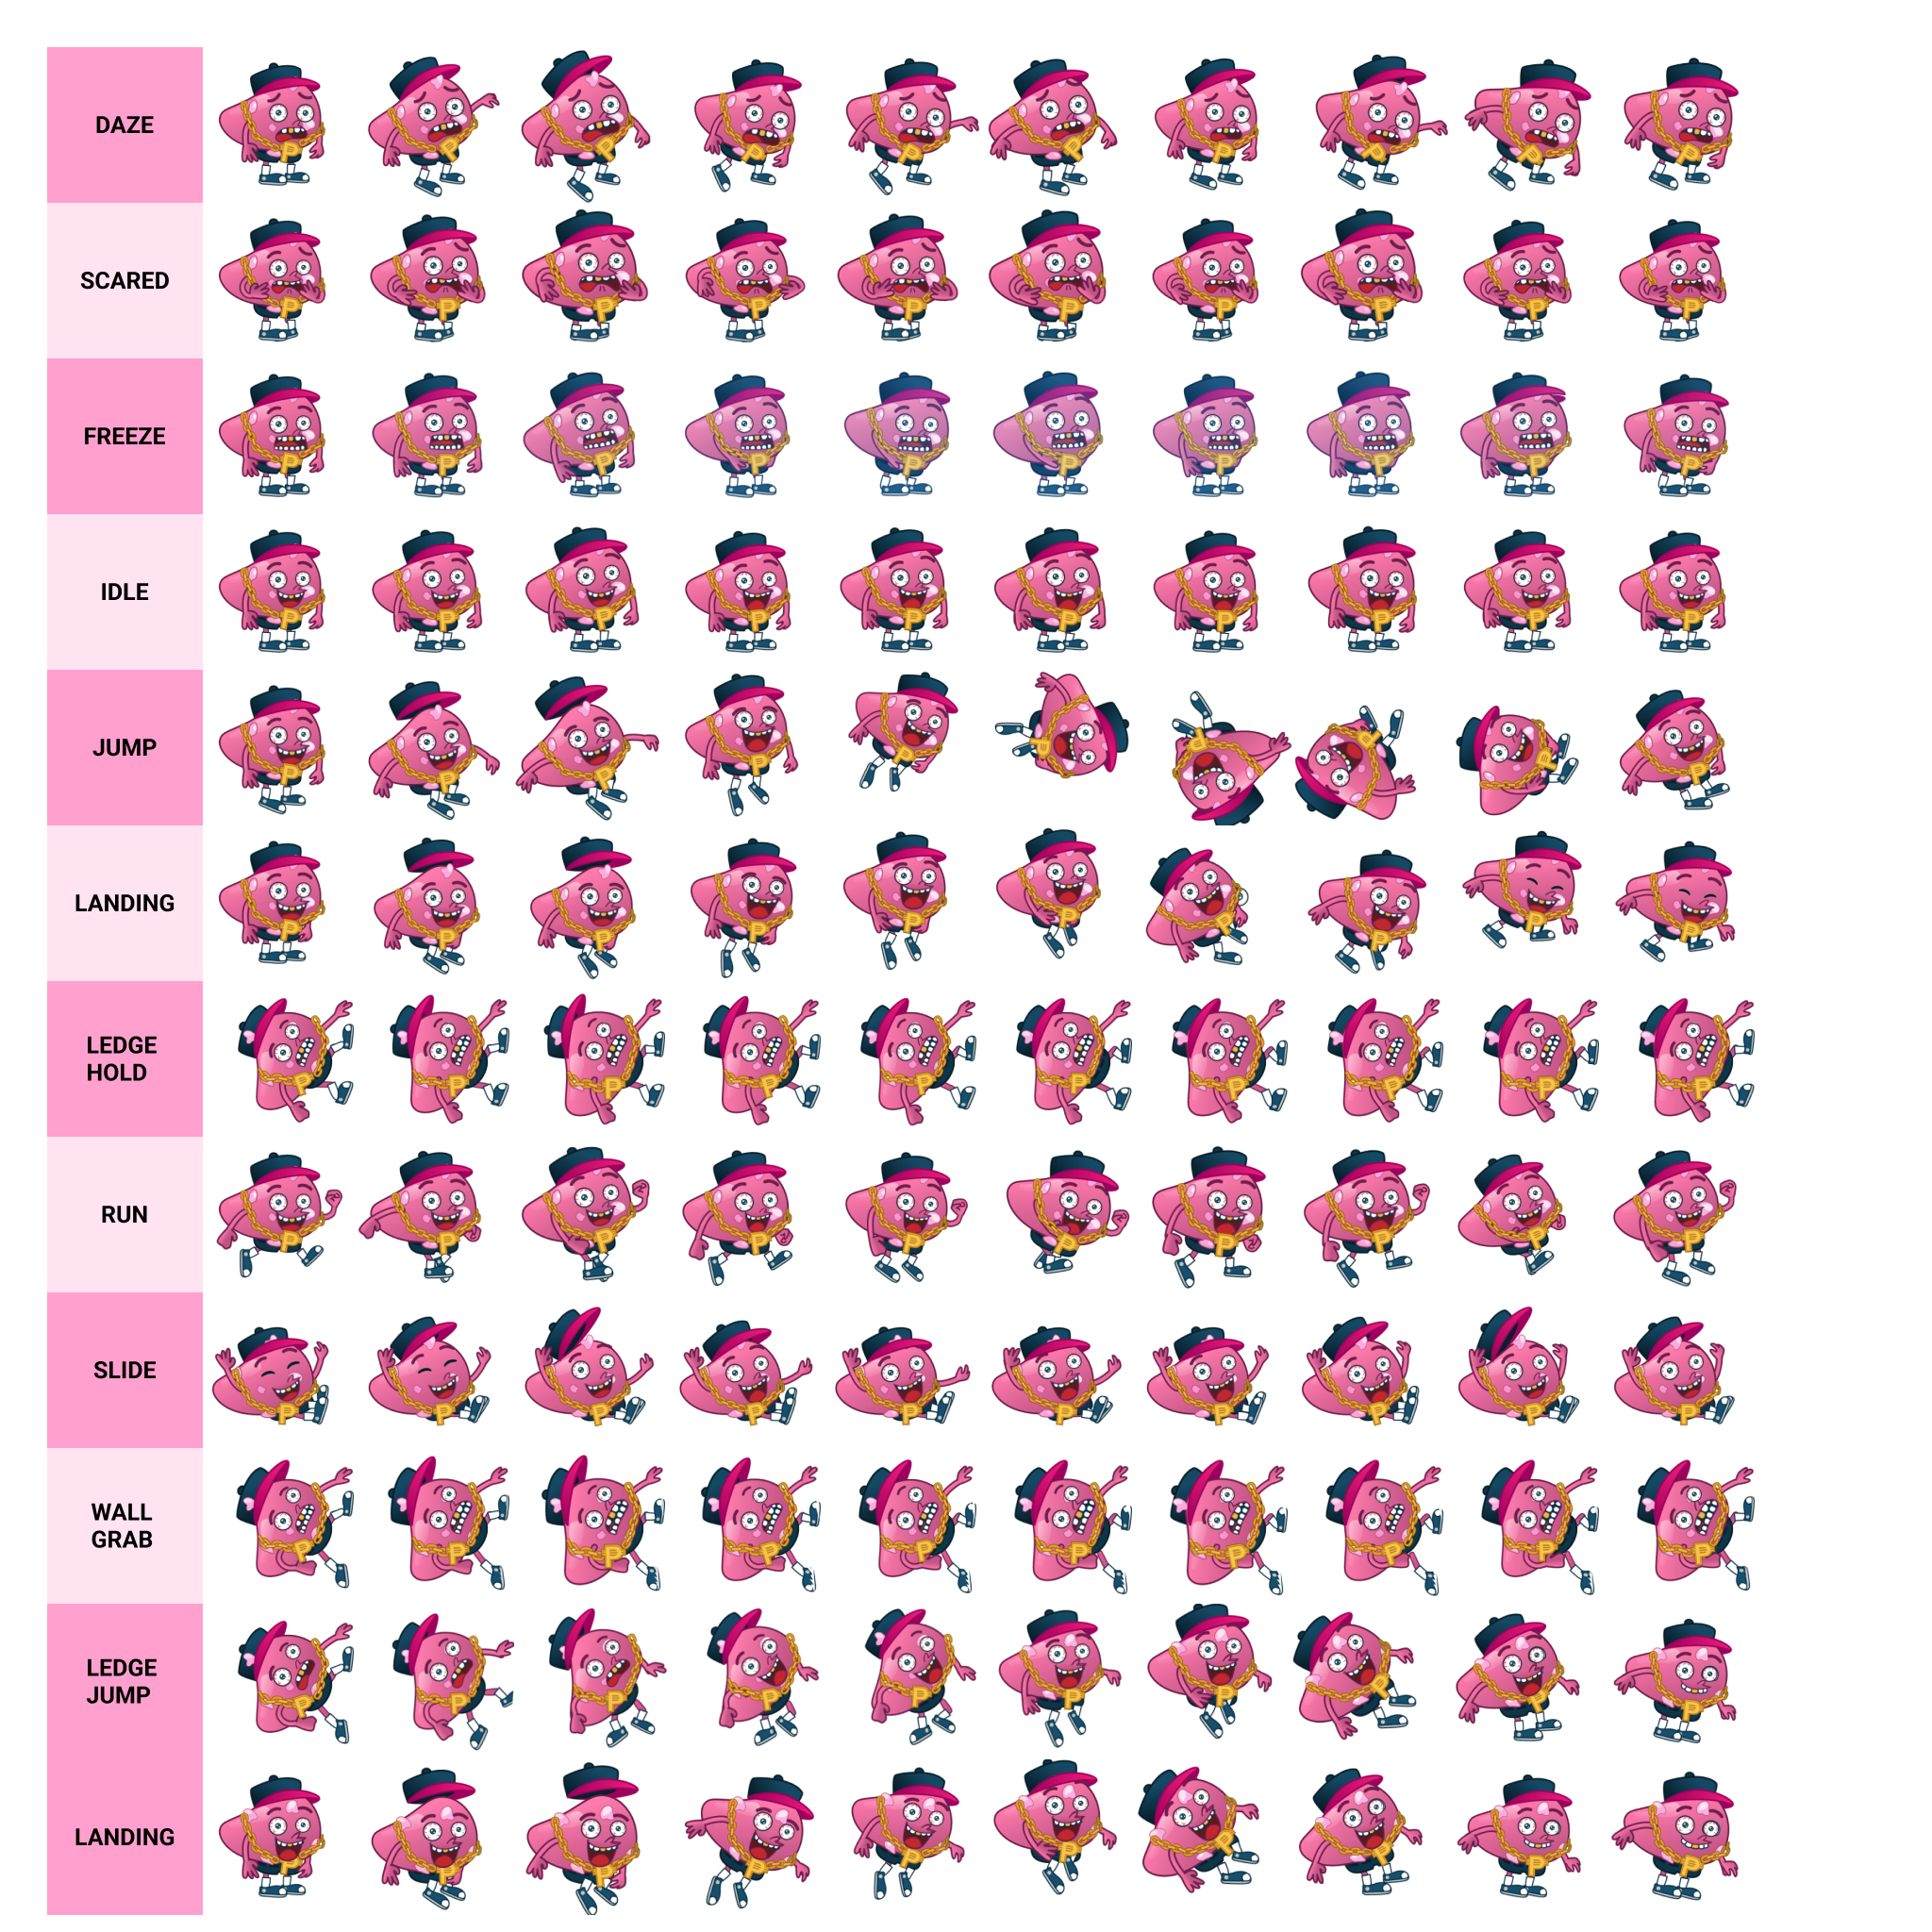 DAZE
SCARED
FREEZE
IDLE
JUMP
LANDING
LEDGE
HOLD
RUN
SLIDE
WALL
GRAB
LEDGE
JUMP
LANDING